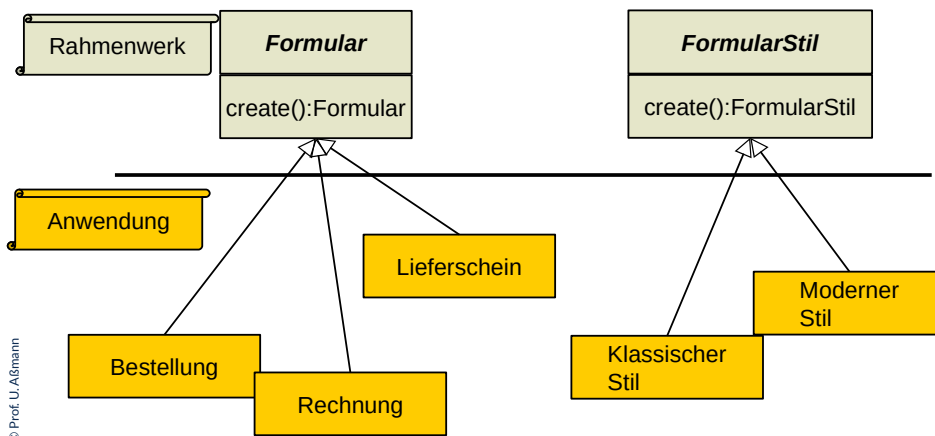 Rahmenwerk
Formular
create():Formular
FormularStil
create():FormularStil
Anwendung
Lieferschein
Bestellung
Rechnung
Moderner
Stil
Klassischer
Stil
© Prof. U. Aßmann